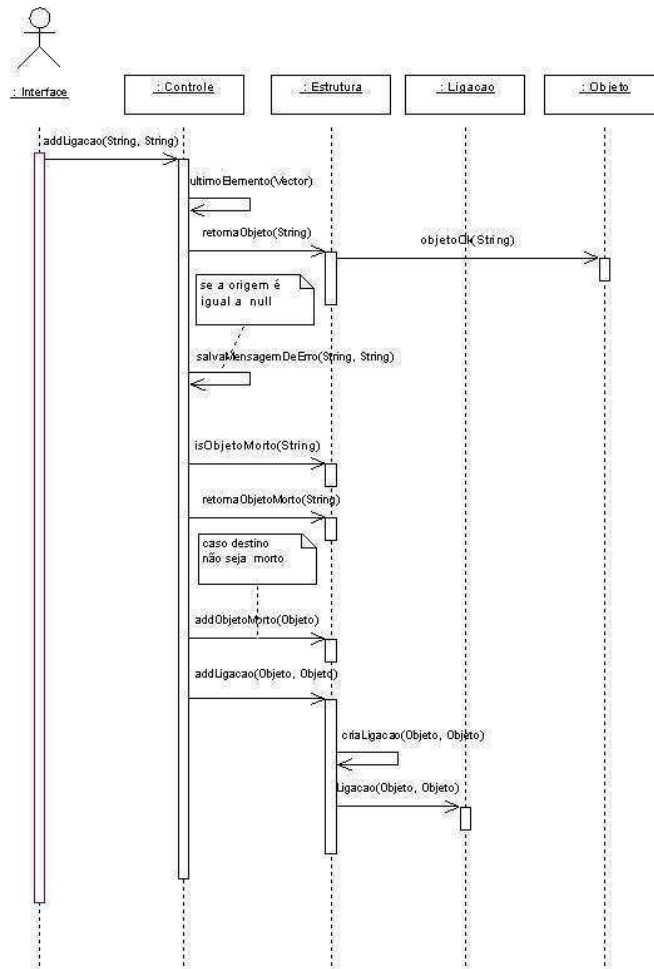 : Interface
: Controle
: Estrutura
: Ligacao
: Objeto
addLigacao(String, String)
ultimoElemento(Vector)
retornaObjeto(String)
objetoOk(String)
se a origem é
igual a null
salvaMensagemDeErro(String, String)
isObjetoMorto(String)
retornaObjetoMorto(String)
caso destino
não seja morto
addObjetoMorto(Objeto)
addLigacao(Objeto, Objeto)
criaLigacao(Objeto, Objeto)
Ligacao(Objeto, Objeto)